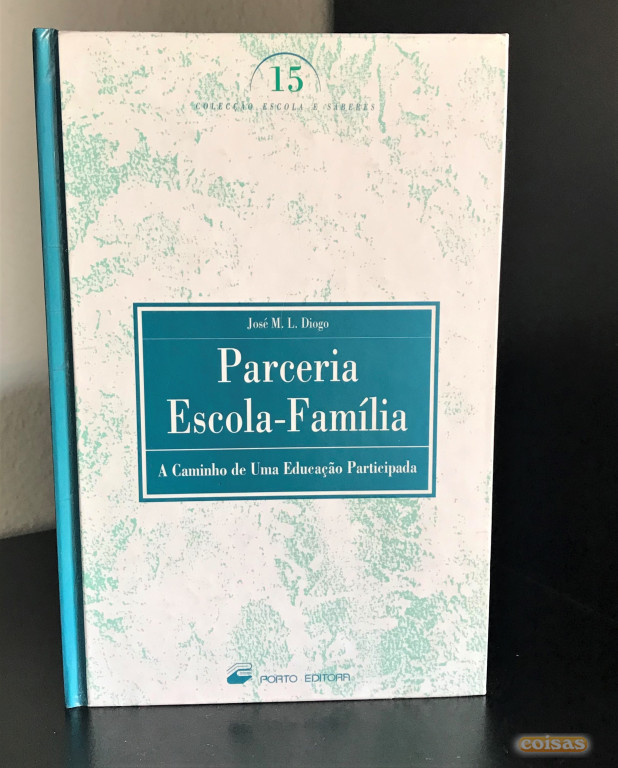 15
COLECÇÃO ESCOLA E SABERES
José M. L. Diogo
Parceria
Escola-Família
A Caminho de Uma Educação Participada
PORTO EDITORA
coisas